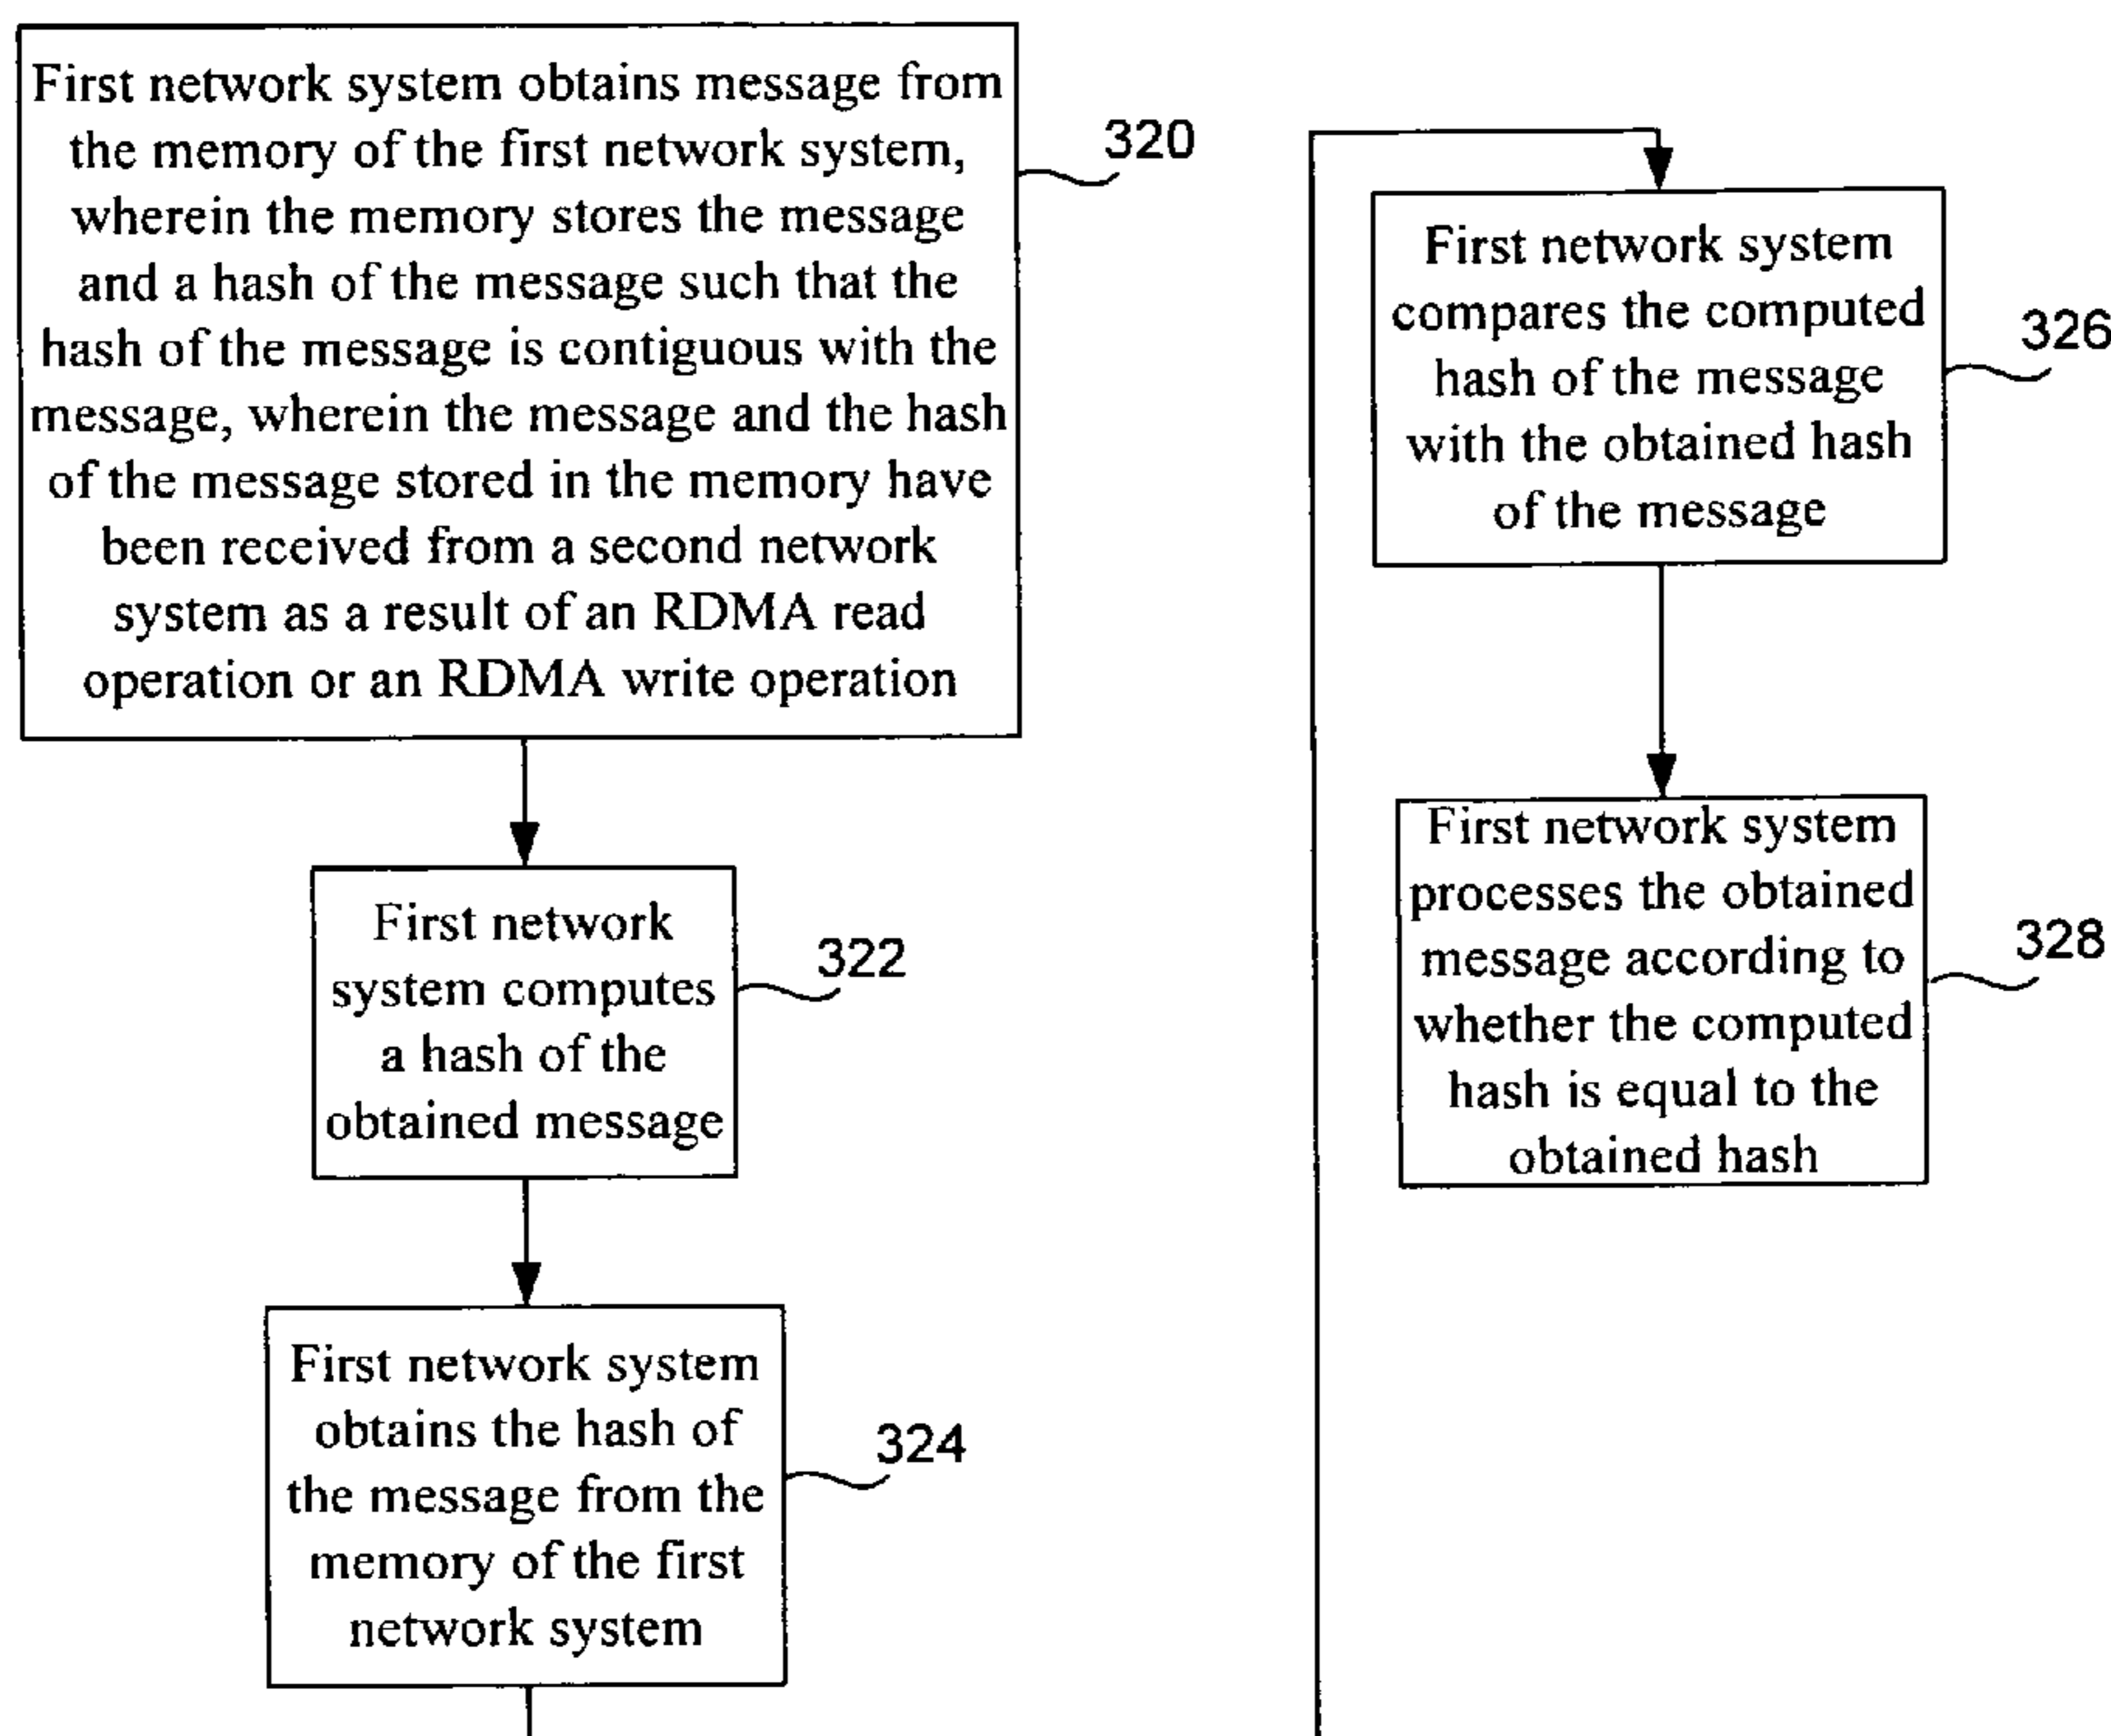 First network system obtains message from
the memory of the first network system,
wherein the memory stores the message
and a hash of the message such that the
hash of the message is contiguous with the
message, wherein the message and the hash
of the message stored in the memory have
been received from a second network
system as a result of an RDMA read
operation or an RDMA write operation
320
First network
system computes
a hash of the
obtained message
322
First network system
obtains the hash of
the message from the
memory of the first
network system
324
First network system
compares the computed
hash of the message
with the obtained hash
of the message
326
First network system
processes the obtained
message according to
whether the computed
hash is equal to the
obtained hash
328